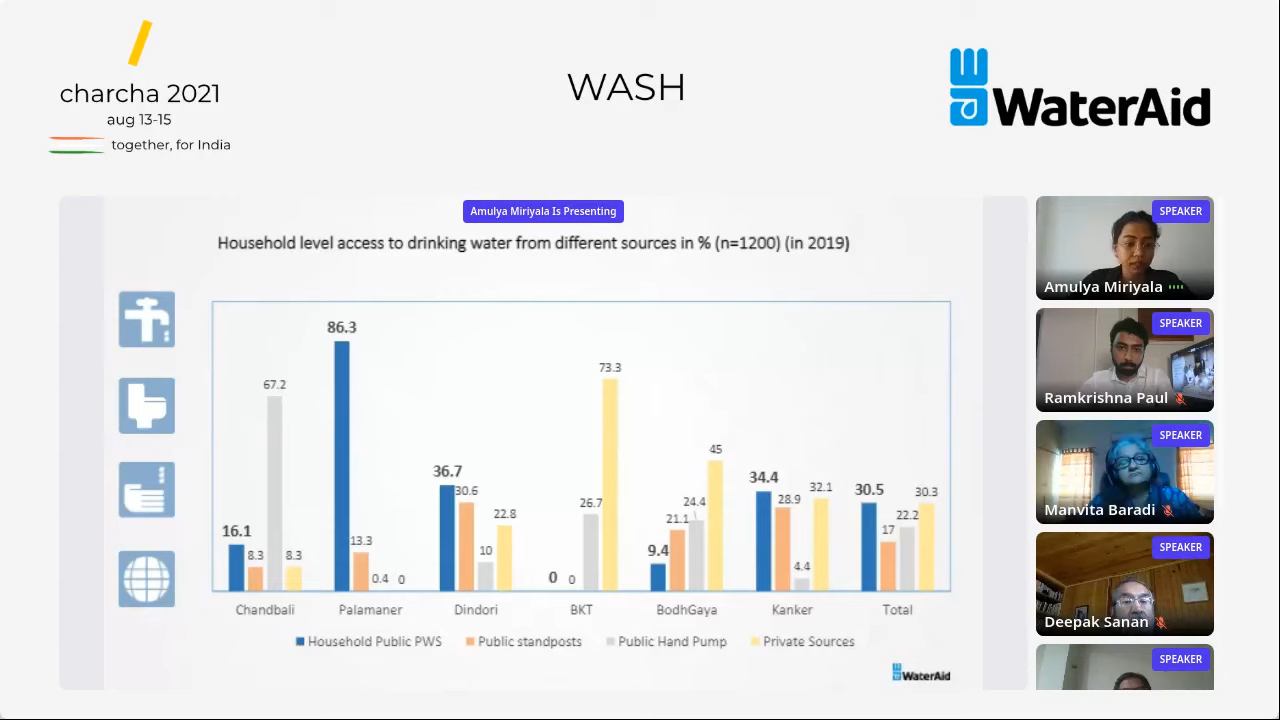 charcha 2021
aug 13-15
together, for India
WASH
WaterAid
Amulya Miriyala Is Presenting
Household level access to drinking water from different sources in % (n=1200) (in 2019)
16.1
8.3
67.2
8.3
86.3
13.3
0.4
0
36.7
30.6
10
22.8
0
0
26.7
73.3
9.4
21.1
24.4
45
34.4
28.9
4.4
32.1
30.5
17
22.2
30.3
Chandbali
Palamaner
Dindori
BKT
BodhGaya
Kanker
Total
Household Public PWS
Public standposts
Public Hand Pump
Private Sources
WaterAid
SPEAKER
Amulya Miriyala
SPEAKER
Ramkrishna Paul
SPEAKER
Manvita Baradi
SPEAKER
Deepak Sanan
SPEAKER